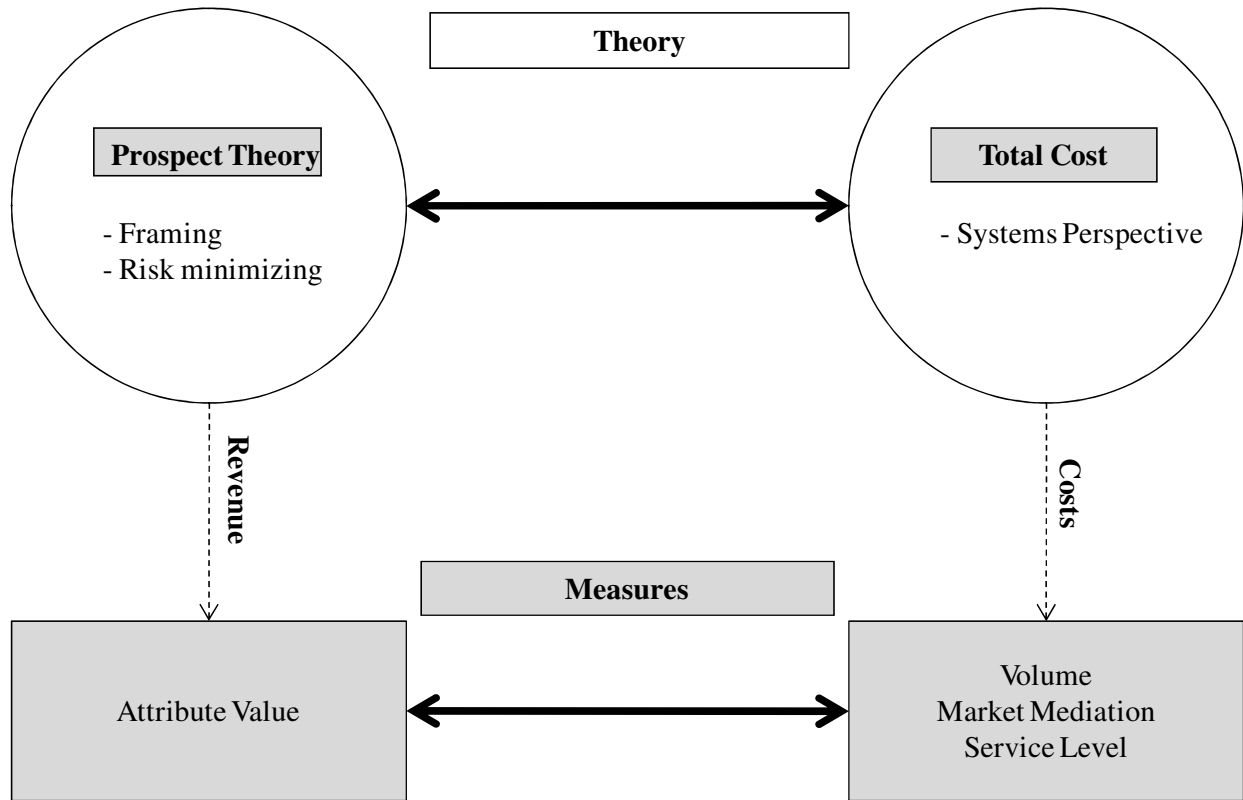 Theory
Prospect Theory
Total Cost
- Framing
- Risk minimizing
- Systems Perspective
Revenue
Costs
Measures
Attribute Value
Volume
Market Mediation
Service Level